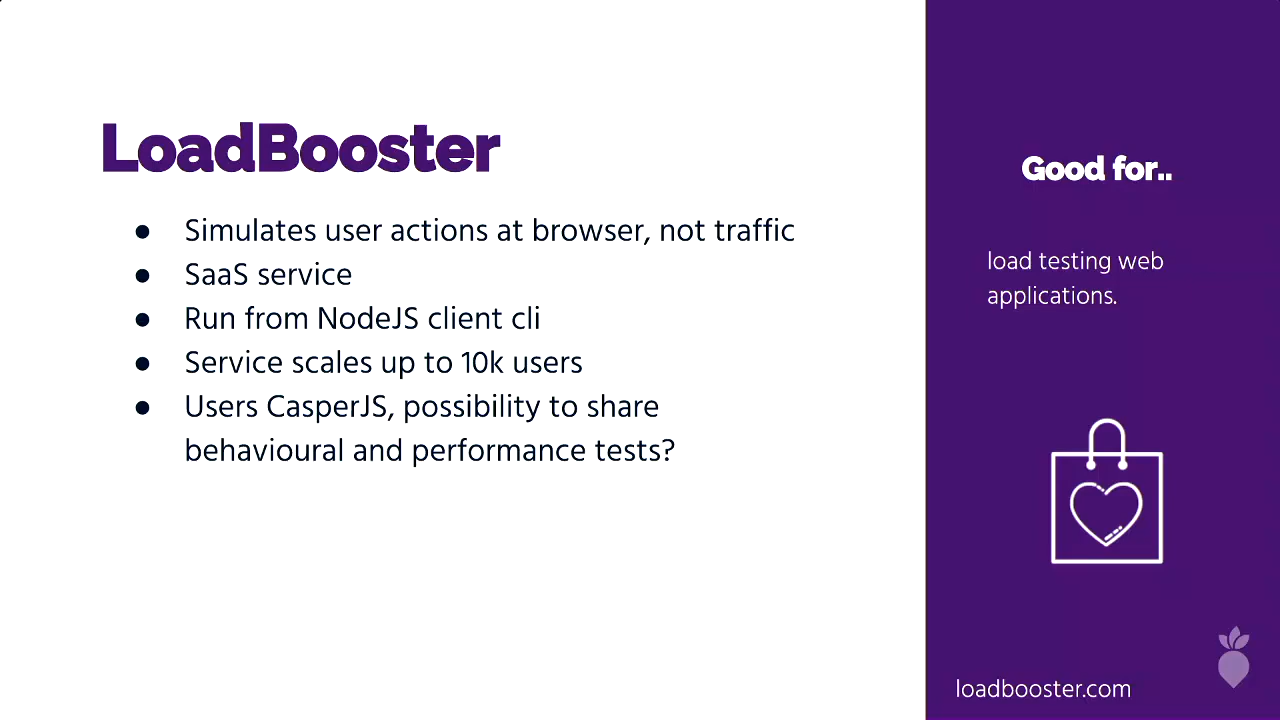 LoadBooster
● Simulates user actions at browser, not traffic
● SaaS service
● Run from NodeJS client cli
● Service scales up to 10k users
● Users CasperJS, possibility to share
behavioural and performance tests?
Good for..
load testing web
applications.
loadbooster.com